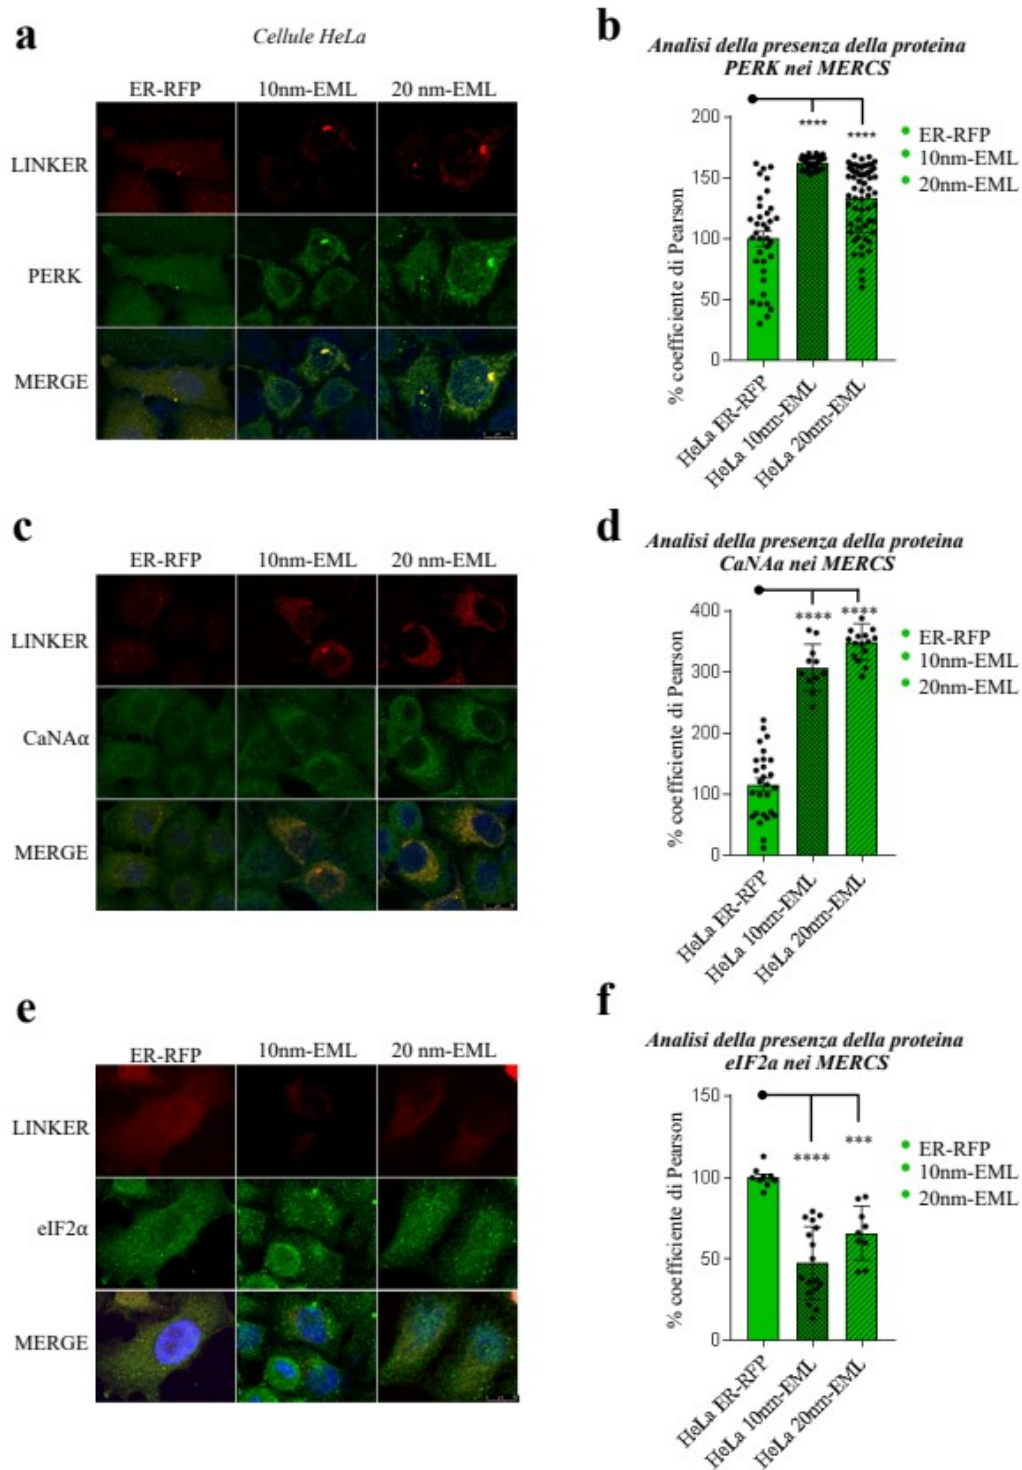 a
Cellule HeLa
ER-RFP 10nm-EML 20 nm-EML
LINKER
PERK
MERGE
b
Analisi della presenza della proteina
PERK nei MERCS
% coefficiente di Pearson
200
150
100
50
0
**** ****
ER-RFP
10nm-EML
20nm-EML
HeLa ER-RFP
HeLa 10nm-EML
HeLa 20nm-EML
c
ER-RFP 10nm-EML 20 nm-EML
LINKER
CaNAα
MERGE
d
Analisi della presenza della proteina
CaNAa nei MERCS
% coefficiente di Pearson
400
300
200
100
0
**** ****
ER-RFP
10nm-EML
20nm-EML
HeLa ER-RFP
HeLa 10nm-EML
HeLa 20nm-EML
e
ER-RFP 10nm-EML 20 nm-EML
LINKER
eIF2α
MERGE
f
Analisi della presenza della proteina
eIF2a nei MERCS
% coefficiente di Pearson
150
100
50
0
**** ***
ER-RFP
10nm-EML
20nm-EML
HeLa ER-RFP
HeLa 10nm-EML
HeLa 20nm-EML